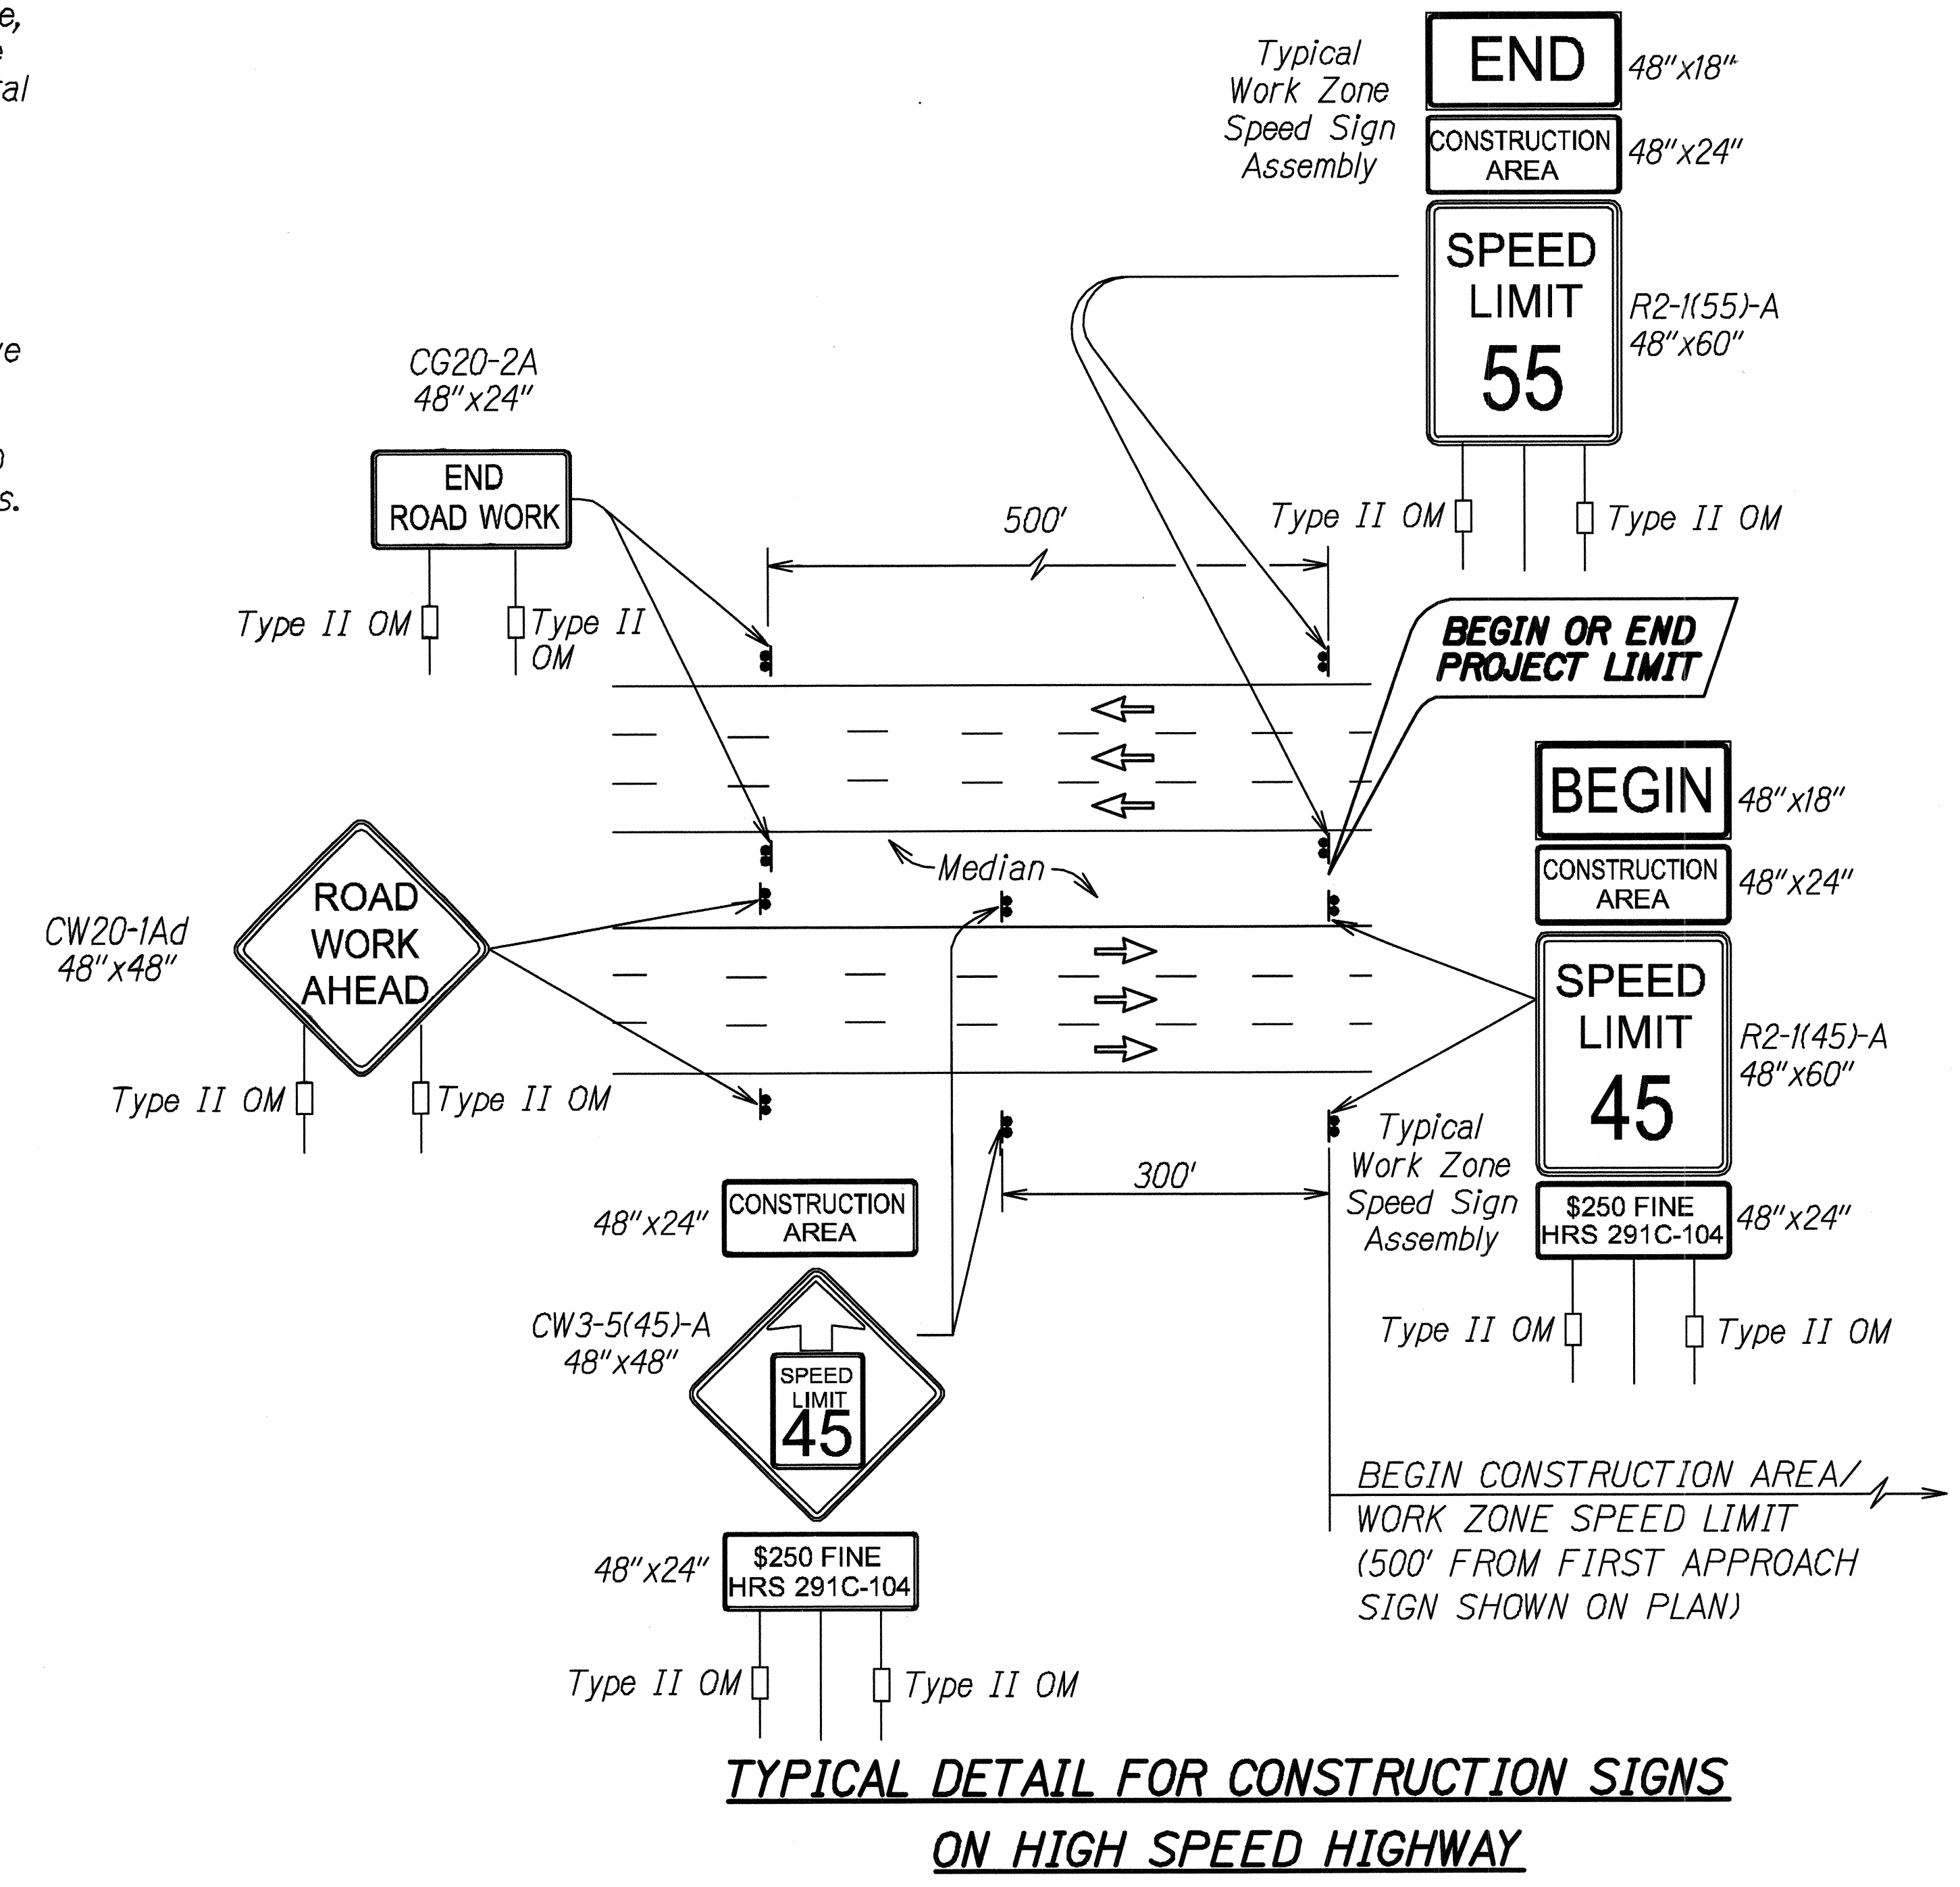 e,
e
tal
ve
s.
Typical
Work Zone
Speed Sign
Assembly
END
48"x18"
CONSTRUCTION
AREA
48"x24"
SPEED
LIMIT
55
R2-1(55)-A
48"x60"
Type II OM
Type II OM
CG20-2A
48"x24"
END
ROAD WORK
Type II OM
Type II
OM
500'
BEGIN OR END
PROJECT LIMIT
BEGIN
48"x18"
CONSTRUCTION
AREA
48"x24"
SPEED
LIMIT
45
R2-1(45)-A
48"x60"
$250 FINE
HRS 291C-104
48"x24"
Type II OM
Type II OM
Typical
Work Zone
Speed Sign
Assembly
Median
CW20-1Ad
48"x48"
ROAD
WORK
AHEAD
Type II OM
Type II OM
300'
48"x24"
CONSTRUCTION
AREA
CW3-5(45)-A
48"x48"
SPEED
LIMIT
45
48"x24"
$250 FINE
HRS 291C-104
Type II OM
Type II OM
BEGIN CONSTRUCTION AREA/
WORK ZONE SPEED LIMIT
(500' FROM FIRST APPROACH
SIGN SHOWN ON PLAN)
TYPICAL DETAIL FOR CONSTRUCTION SIGNS
ON HIGH SPEED HIGHWAY